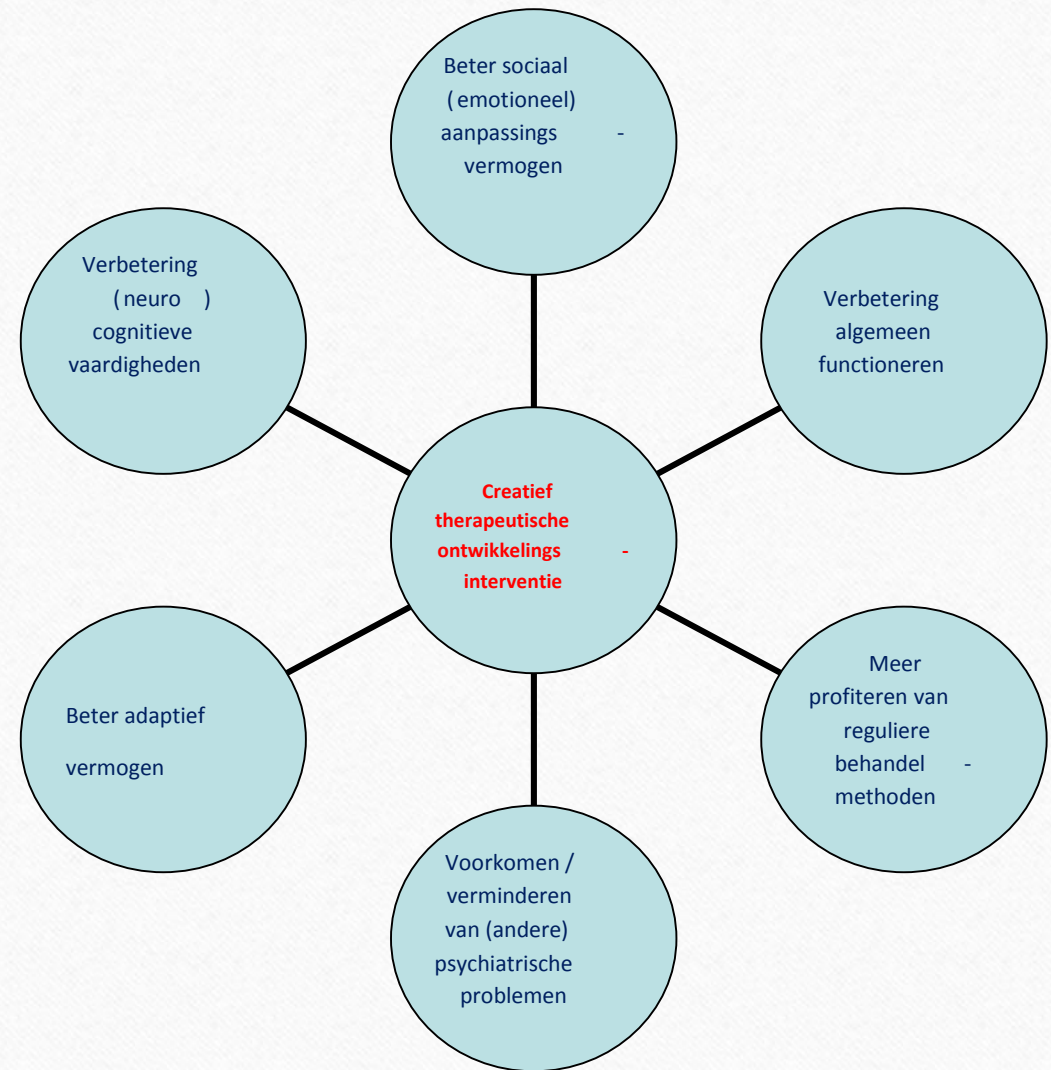 Beter sociaal
(emotioneel)
aanpassings -
vermogen
Verbetering
(neuro )
cognitieve
vaardigheden
Verbetering
algemeen
functioneren
Creatief
therapeutische
ontwikkelings -
interventie
Beter adaptief
vermogen
Meer
profiteren van
reguliere
behandel -
methoden
Voorkomen /
verminderen
van (andere)
psychiatrische
problemen